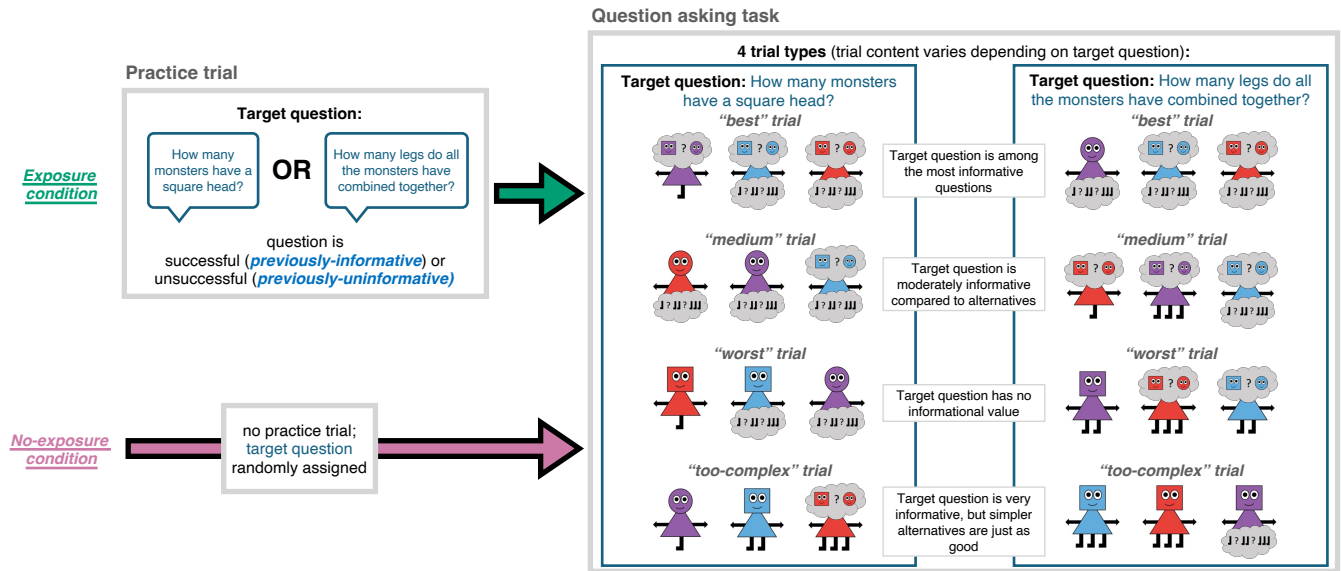 Question asking task
Practice trial
Target question:
How many
monsters have a
square head?
OR
How many legs do all
the monsters have
combined together?
question is
successful (previously-informative) or
unsuccessful (previously-uninformative)
Exposure
condition
No-exposure
condition
no practice trial;
target question
randomly assigned
4 trial types (trial content varies depending on target question):
Target question: How many monsters
have a square head?
"best" trial
? ? ?
"medium" trial
?
? ? ? ? ? ?
"worst" trial
"too-complex" trial
?
Target question is among
the most informative
questions
Target question is
moderately informative
compared to alternatives
Target question has no
informational value
Target question is very
informative, but simpler
alternatives are just as
good
Target question: How many legs do all
the monsters have combined together?
"best" trial
"medium" trial
"worst" trial
"too-complex" trial